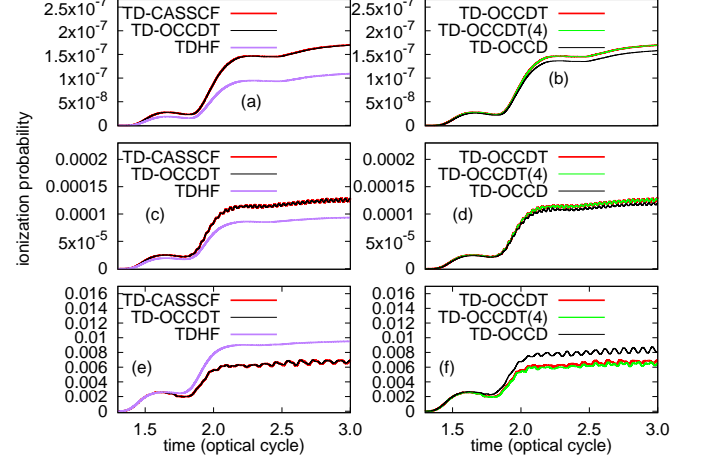 2.5x10-7 TD-CASSCF 2.5x10-7 TD-OCCDT
2x10-7 TD-OCCDT 2x10-7 TD-OCCDT(4)
1.5x10-7 TDHF 1.5x10-7 TD-OCCD
1x10-7 1x10-7
5x10-8 (a) 5x10-8 (b)
0 0
ionization probability
0.0002 TD-CASSCF 0.0002 TD-OCCDT
0.00015 TD-OCCDT 0.00015 TD-OCCDT(4)
TDHF TD-OCCD
0.0001 (c) 0.0001 (d)
5x10-5 5x10-5
0 0
0.016 TD-CASSCF 0.016 TD-OCCDT
0.014 TD-OCCDT 0.014 TD-OCCDT(4)
0.012 TDHF 0.012 TD-OCCD
0.01 0.01
0.008 0.008
0.006 (e) 0.006 (f)
0.004 0.004
0.002 0.002
0 0
1.5 2.0 2.5 3.0 1.5 2.0 2.5 3.0
time (optical cycle) time (optical cycle)